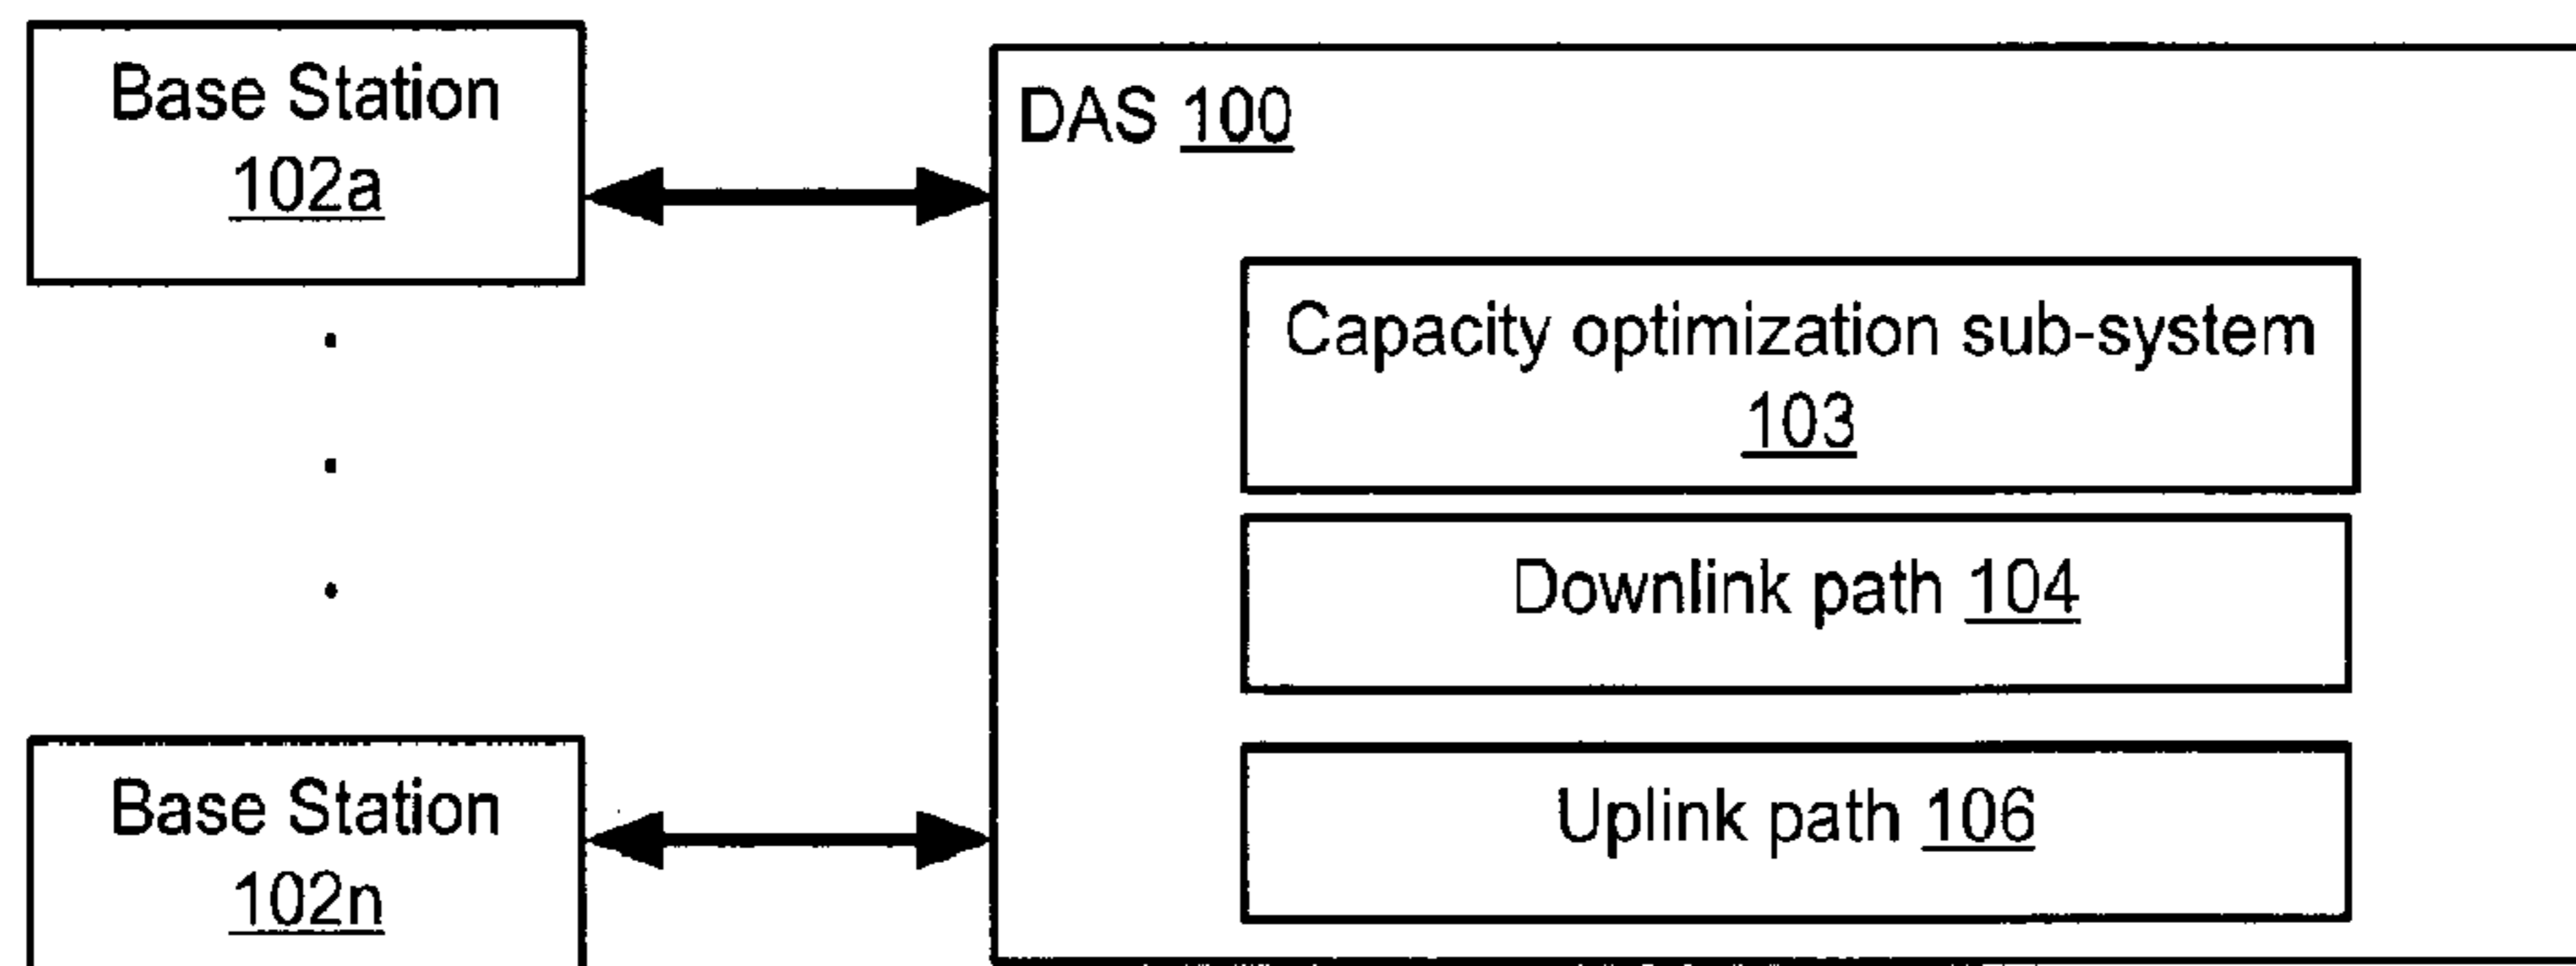 Base Station
102a
DAS 100
Capacity optimization sub-system
103
Downlink path 104
Uplink path 106
Base Station
102n